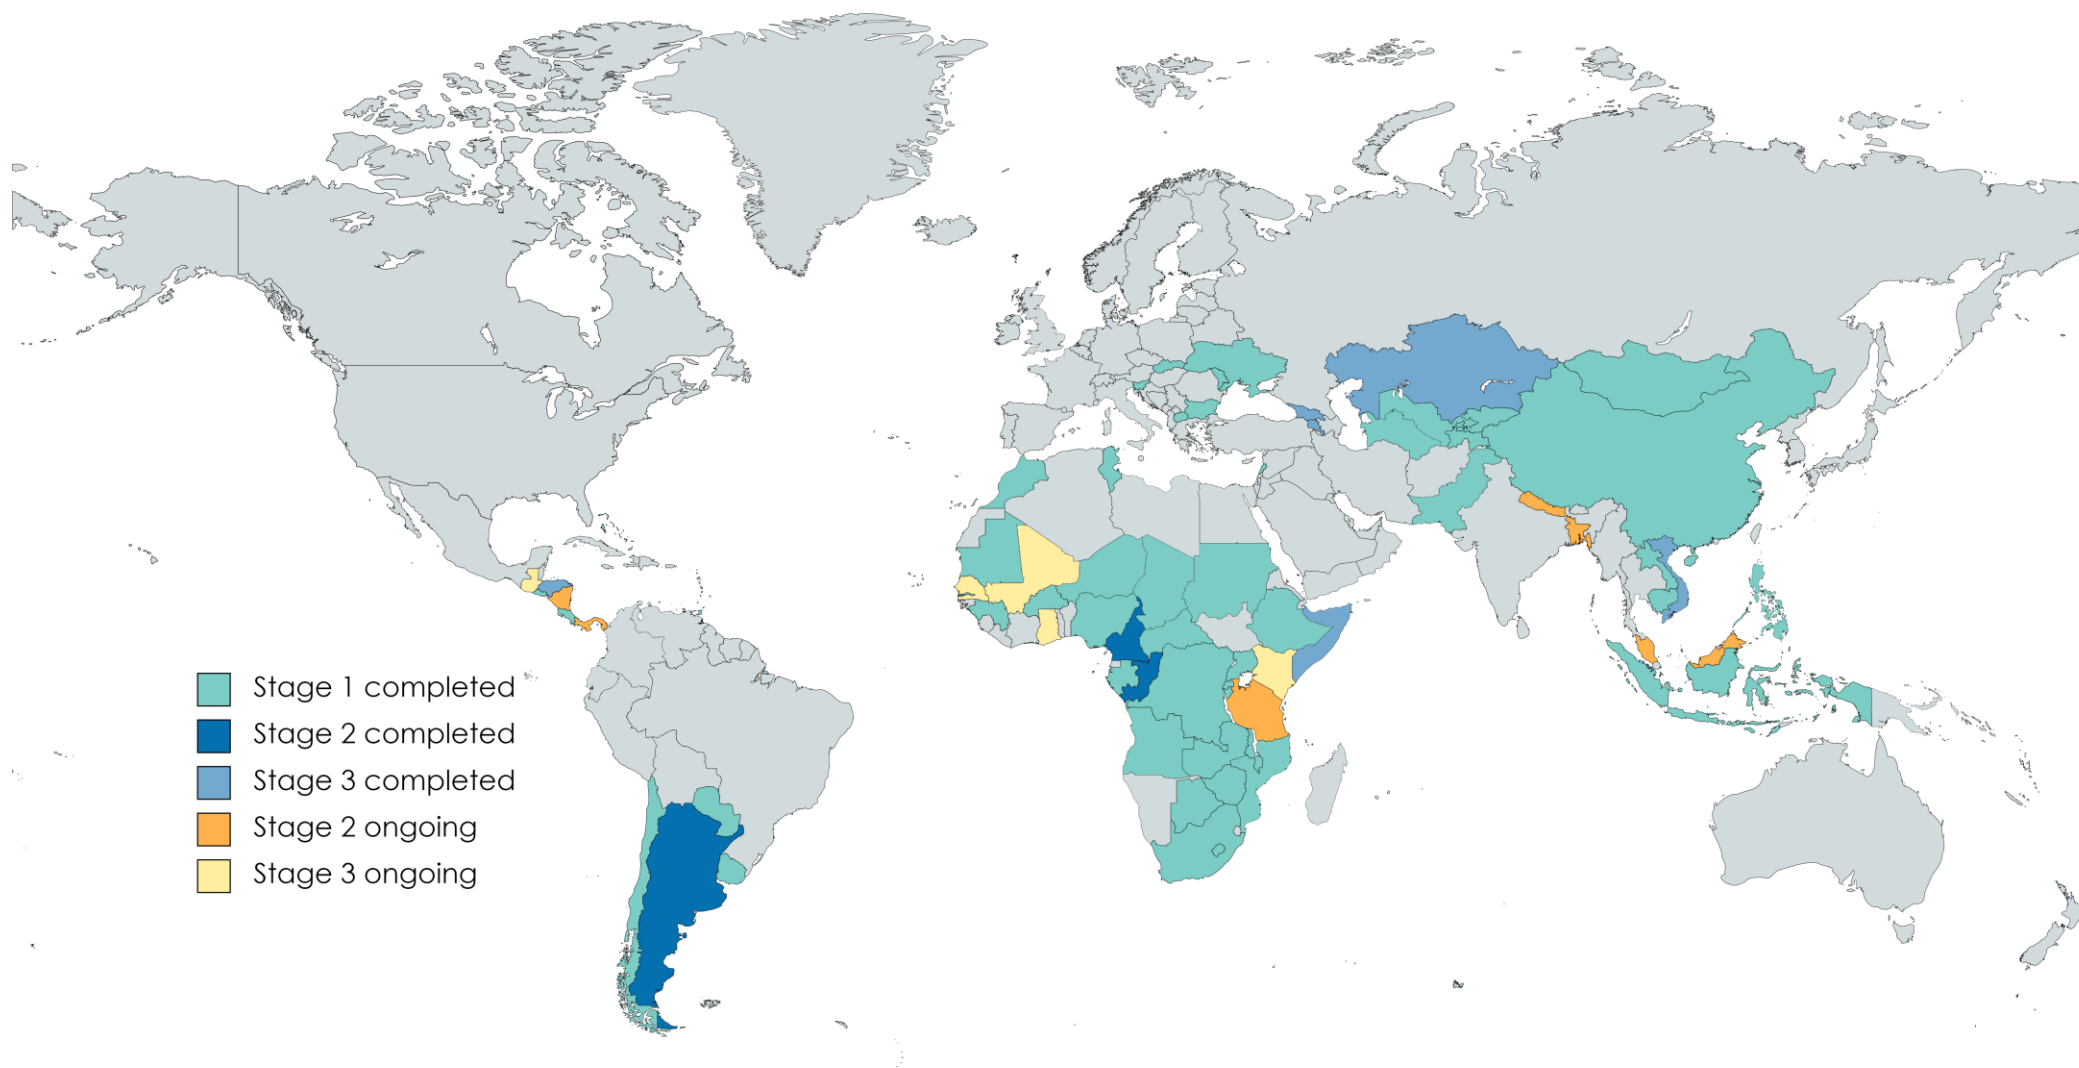 Stage 1 completed
Stage 2 completed
Stage 3 completed
Stage 2 ongoing
Stage 3 ongoing